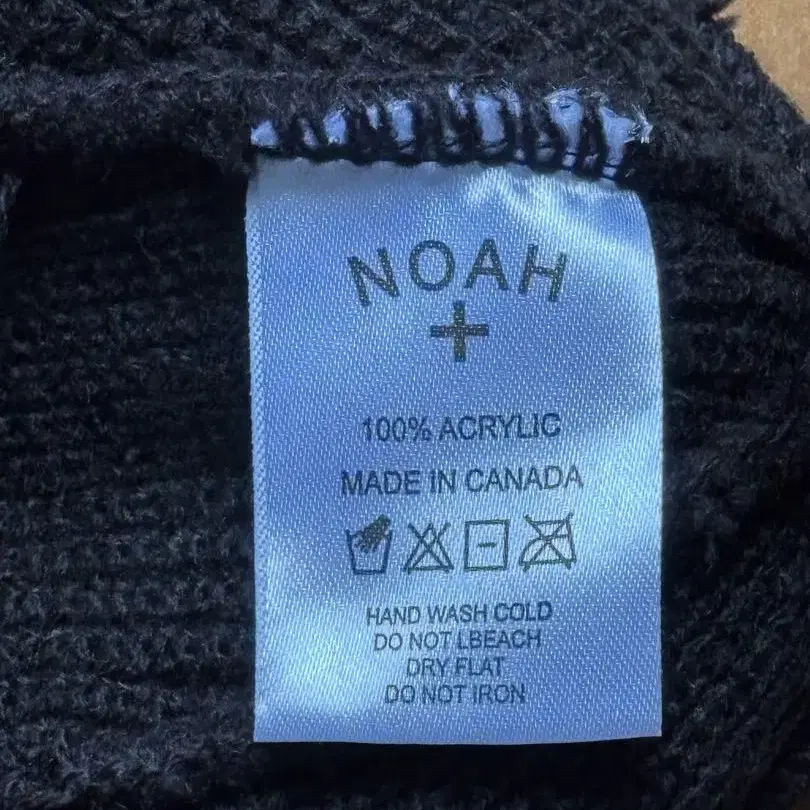 NOAH
+
100% ACRYLIC
MADE IN CANADA
HAND WASH COLD
DO NOT LBEACH
DRY FLAT
DO NOT IRON